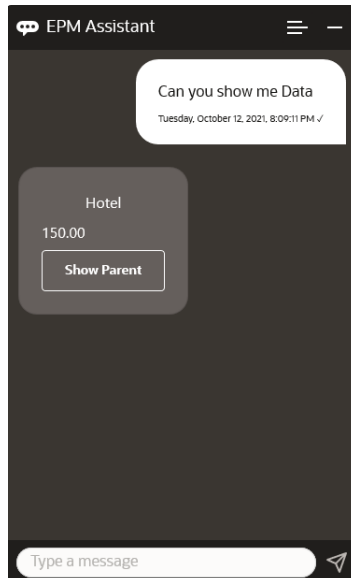 EPM Assistant
Can you show me Data
Tuesday, October 12, 2021, 8:09:11 PM ✓
Hotel
150.00
Show Parent
Type a message